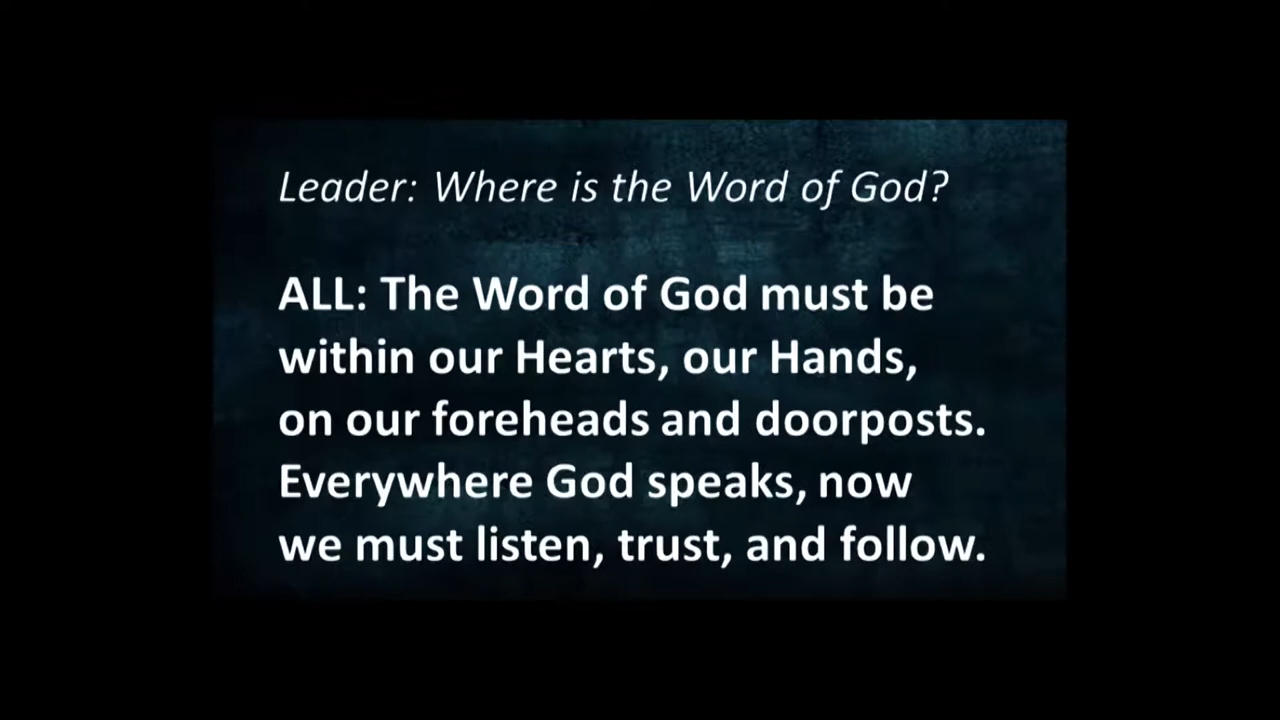 Leader: Where is the Word of God?
ALL: The Word of God must be
within our Hearts, our Hands,
on our foreheads and doorposts.
Everywhere God speaks, now
we must listen, trust, and follow.